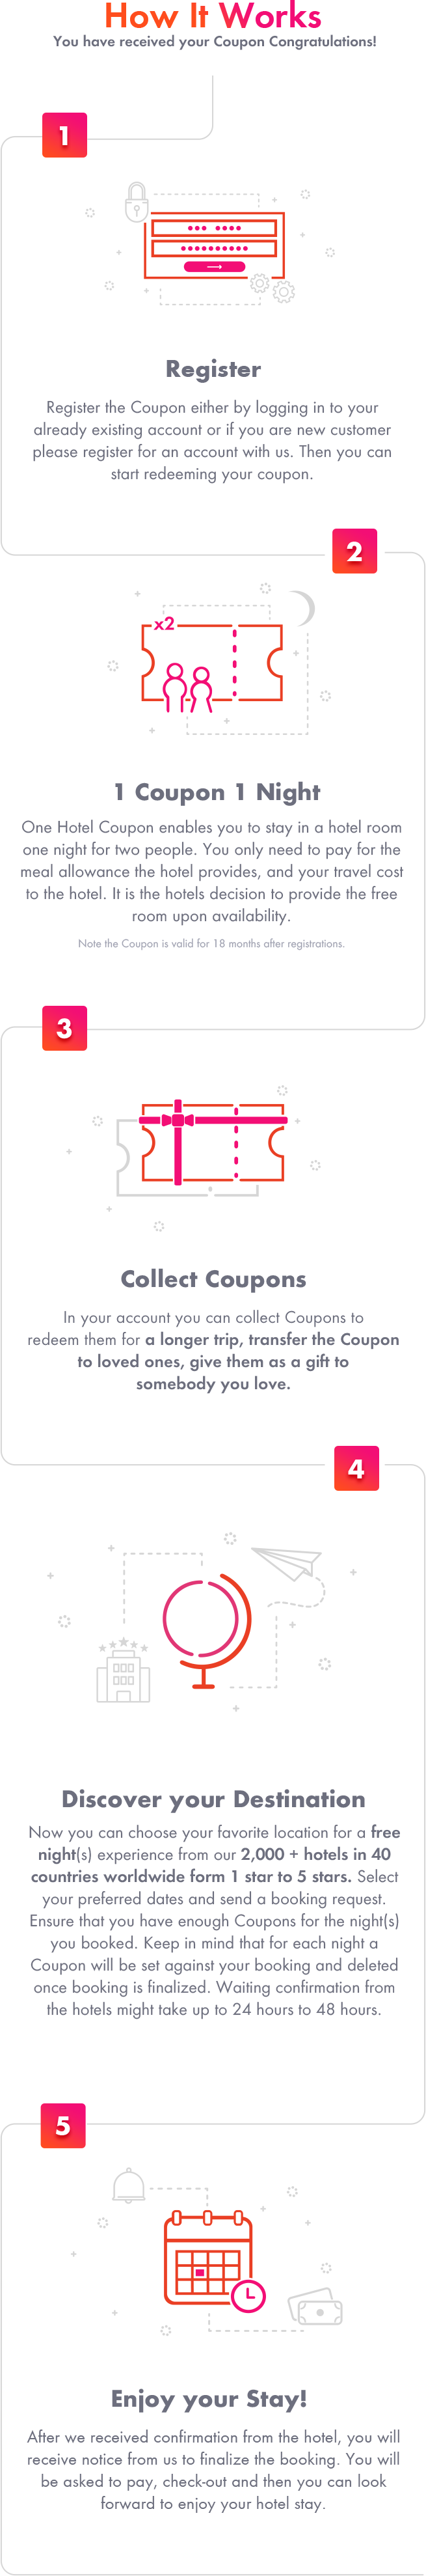 How It Works
You have received your Coupon Congratulations!
1
Register
Register the Coupon either by logging in to your
already existing account or if you are new customer
please register for an account with us. Then you can
start redeeming your coupon.
2
x2
1 Coupon 1 Night
One Hotel Coupon enables you to stay in a hotel room
one night for two people. You only need to pay for the
meal allowance the hotel provides, and your travel cost
to the hotel. It is the hotels decision to provide the free
room upon availability.
Note the Coupon is valid for 18 months after registrations.
3
Collect Coupons
In your account you can collect Coupons to
redeem them for a longer trip, transfer the Coupon
to loved ones, give them as a gift to
somebody you love.
4
Discover your Destination
Now you can choose your favorite location for a free
night(s) experience from our 2,000 + hotels in 40
countries worldwide form 1 star to 5 stars. Select
your preferred dates and send a booking request.
Ensure that you have enough Coupons for the night(s)
you booked. Keep in mind that for each night a
Coupon will be set against your booking and deleted
once booking is finalized. Waiting confirmation from
the hotels might take up to 24 hours to 48 hours.
5
Enjoy your Stay!
After we received confirmation from the hotel, you will
receive notice from us to finalize the booking. You will
be asked to pay, check-out and then you can look
forward to enjoy your hotel stay.